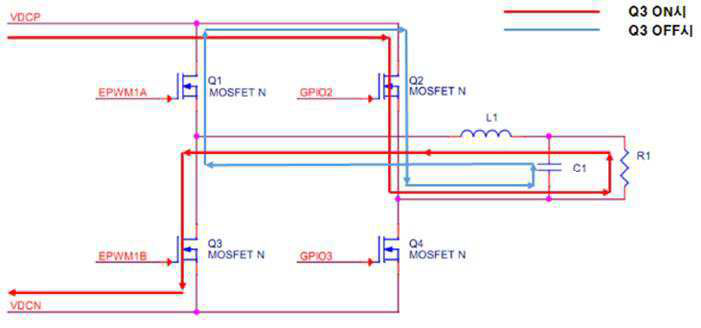 Q3 ON시
Q3 OFF시
VDCP
Q1
MOSFET N
EPWM1A
Q2
MOSFET N
GPIO2
L1
C1
R1
Q3
MOSFET N
EPWM1B
Q4
MOSFET N
GPIO3
VDCN